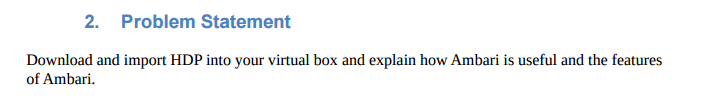 2. Problem Statement
Download and import HDP into your virtual box and explain how Ambari is useful and the features
of Ambari.